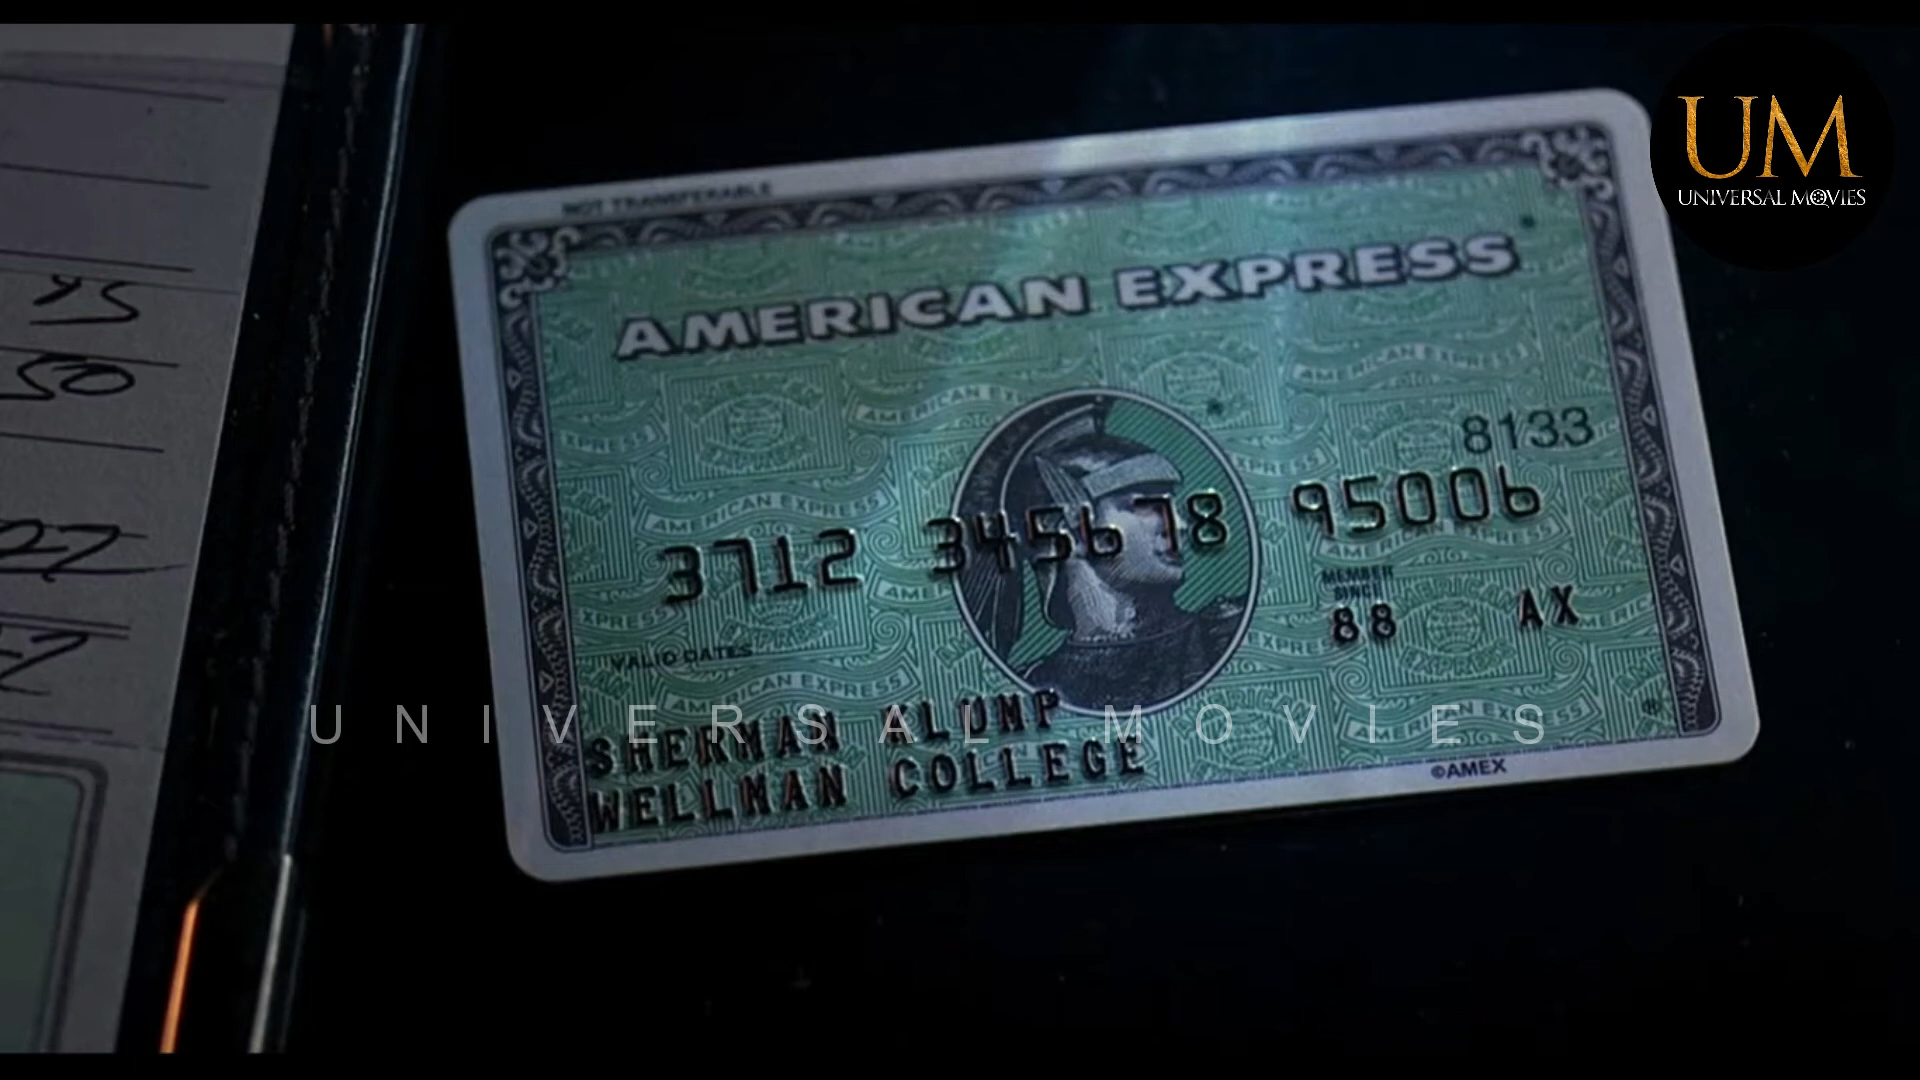 UM
UNIVERSAL MOVIES
NOT TRANSFERABLE
AMERICAN EXPRESS
8133
3712 345678 95006
MEMBER
SINCE
88 AX
VALID DATES
UNIVERSAL MOVIES
SHERMAN KLUMP
WELLMAN COLLEGE
©AMEX